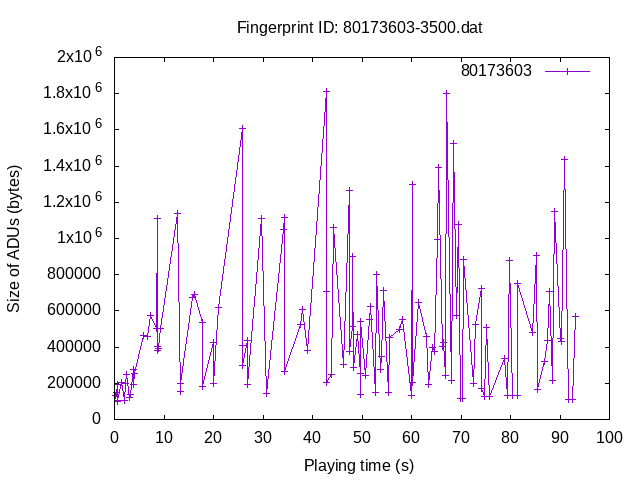 Fingerprint ID: 80173603-3500.dat
80173603
Size of ADUs (bytes)
2x10^6
1.8x10^6
1.6x10^6
1.4x10^6
1.2x10^6
1x10^6
800000
600000
400000
200000
0
0 10 20 30 40 50 60 70 80 90 100
Playing time (s)